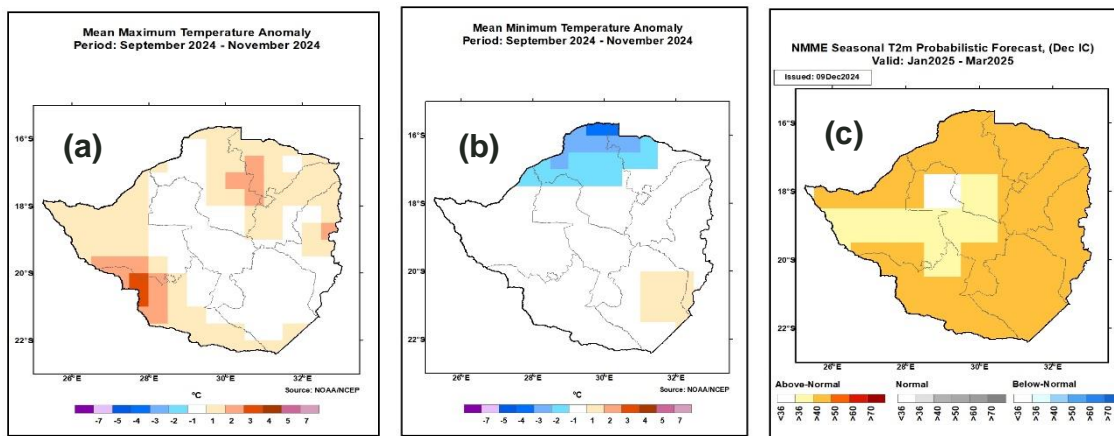 Mean Maximum Temperature Anomaly
Period: September 2024 - November 2024
(a)
16°S
18°S
20°S
22°S
26°E 28°E 30°E 32°E
°C
Source: NOAA/NCEP
-7 -5 -4 -3 -2 -1 1 2 3 4 5 7
Mean Minimum Temperature Anomaly
Period: September 2024 - November 2024
(b)
16°S
18°S
20°S
22°S
26°E 28°E 30°E 32°E
°C
Source: NOAA/NCEP
-7 -5 -4 -3 -2 -1 1 2 3 4 5 7
NMME Seasonal T2m Probabilistic Forecast, (Dec IC)
Valid: Jan2025 - Mar2025
Issued: 09Dec2024
(c)
16°S
18°S
20°S
22°S
26°E 28°E 30°E 32°E
Above-Normal Normal Below-Normal
<36 >36 >40 >50 >60 >70 <36 >36 >40 >50 >60 >70 <36 >36 >40 >50 >60 >70